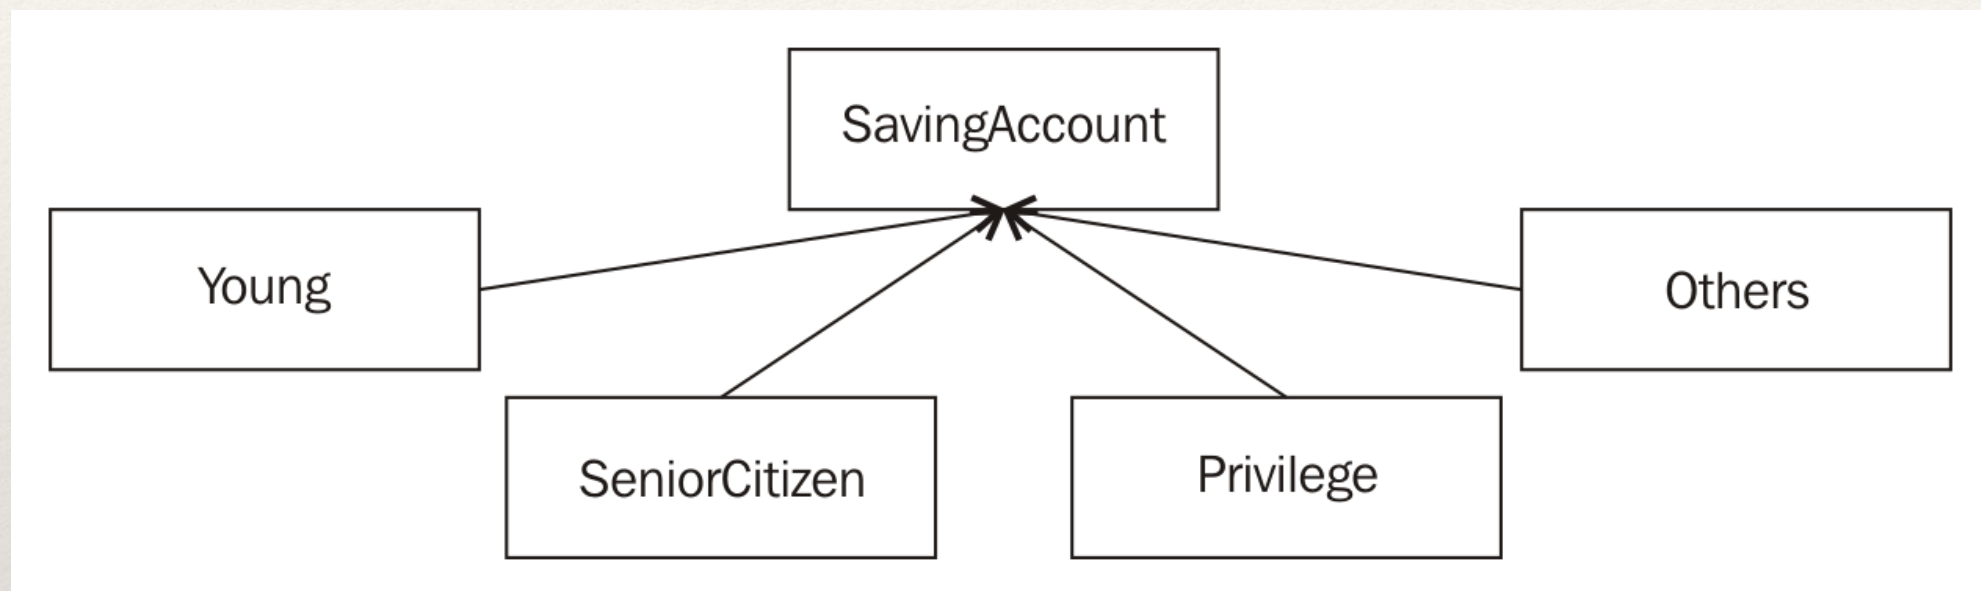 SavingAccount
Young
Others
SeniorCitizen
Privilege